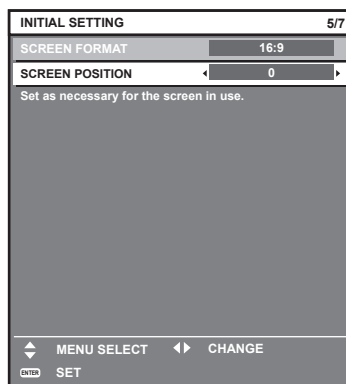 INITIAL SETTING 5/7
SCREEN FORMAT 16:9
SCREEN POSITION 0
Set as necessary for the screen in use.
MENU SELECT CHANGE
ENTER SET